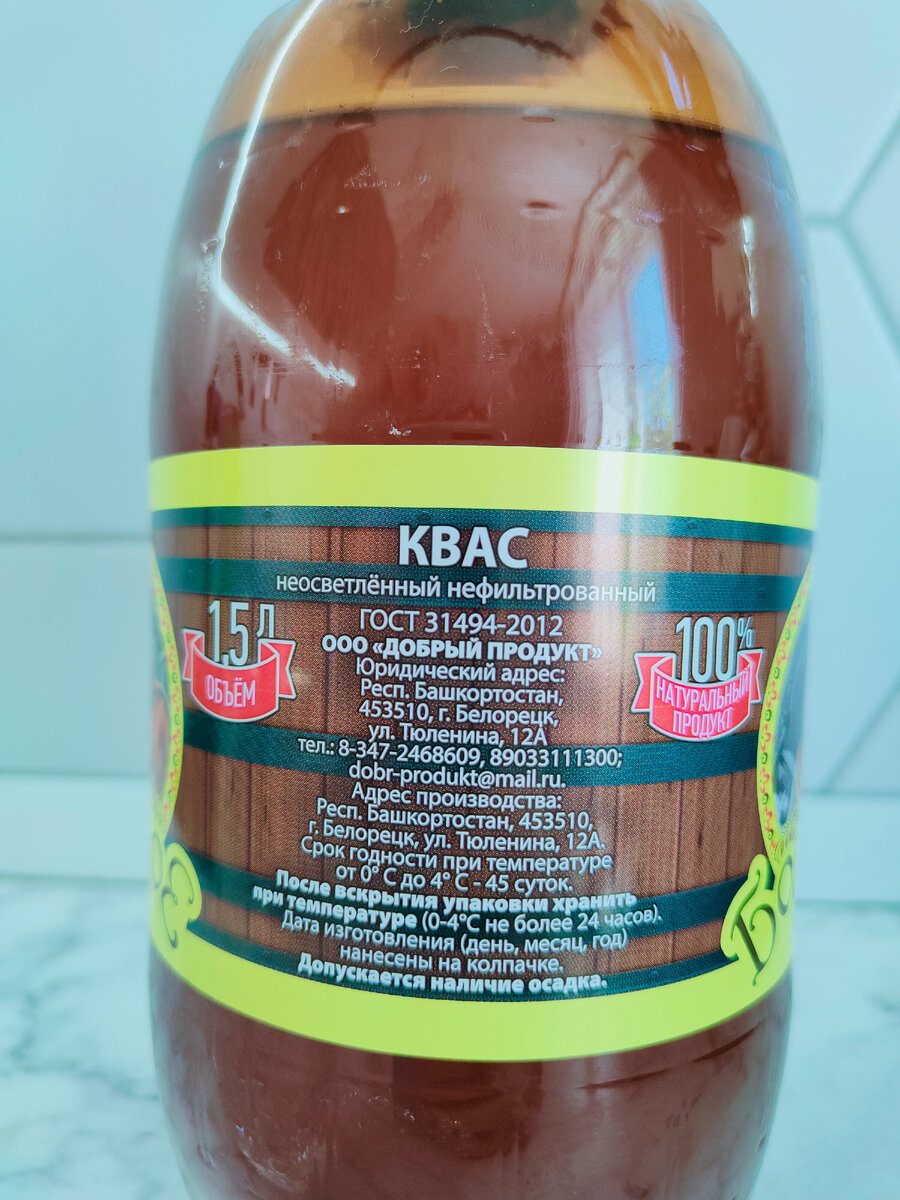 КВАС
неосветлённый нефильтрованный
1,5 Л
ОБЪЁМ
100%
НАТУРАЛЬНЫЙ
ПРОДУКТ
ГОСТ 31494-2012
ООО «ДОБРЫЙ ПРОДУКТ»
Юридический адрес:
Респ. Башкортостан,
453510, г. Белорецк,
ул. Тюленина, 12А
тел.: 8-347-2468609, 89033111300;
dobr-produkt@mail.ru.
Адрес производства:
Респ. Башкортостан, 453510,
г. Белорецк, ул. Тюленина, 12А.
Срок годности при температуре
от 0° С до 4° С - 45 суток.
После вскрытия упаковки хранить
при температуре (0-4°С не более 24 часов).
Дата изготовления (день, месяц, год)
нанесены на колпачке.
Допускается наличие осадка.